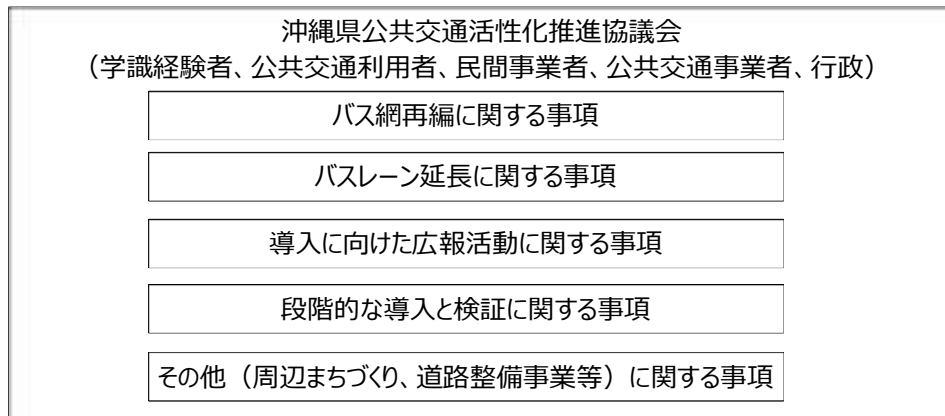 沖縄県公共交通活性化推進協議会
（学識経験者、公共交通利用者、民間事業者、公共交通事業者、行政）
バス網再編に関する事項
バスレーン延長に関する事項
導入に向けた広報活動に関する事項
段階的な導入と検証に関する事項
その他（周辺まちづくり、道路整備事業等）に関する事項